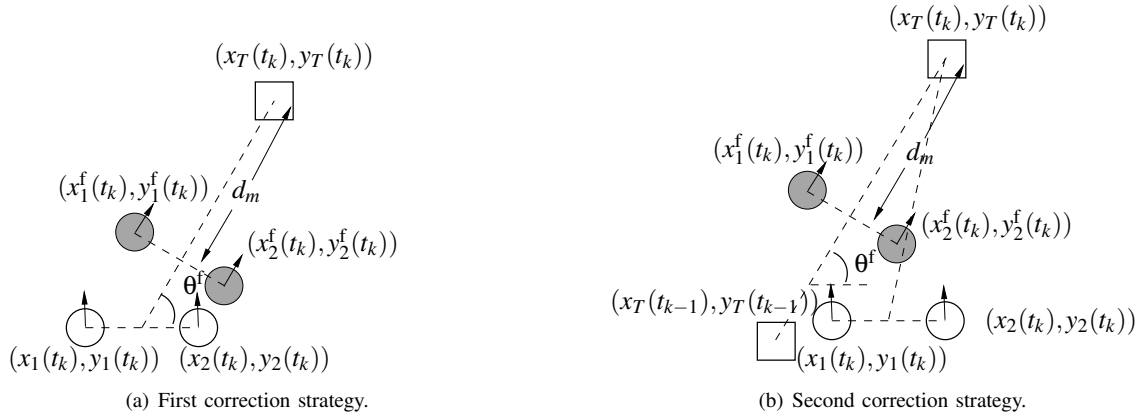 (x_T(t_k), y_T(t_k))
(x_1^f(t_k), y_1^f(t_k))
d_m
(x_2^f(t_k), y_2^f(t_k))
θ^f
(x_1(t_k), y_1(t_k))
(x_2(t_k), y_2(t_k))
(a) First correction strategy.
(x_T(t_k), y_T(t_k))
(x_1^f(t_k), y_1^f(t_k))
d_m
(x_2^f(t_k), y_2^f(t_k))
θ^f
(x_T(t_{k−1}), y_T(t_{k−1}))
(x_2(t_k), y_2(t_k))
(x_1(t_k), y_1(t_k))
(b) Second correction strategy.